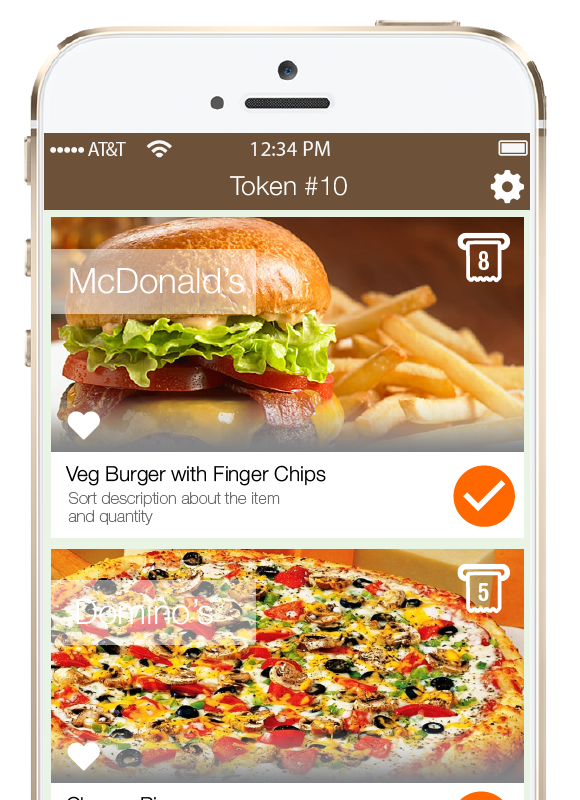 AT&T 12:34 PM
Token #10
8
McDonald's
Veg Burger with Finger Chips
Sort description about the item
and quantity
5
Domino's